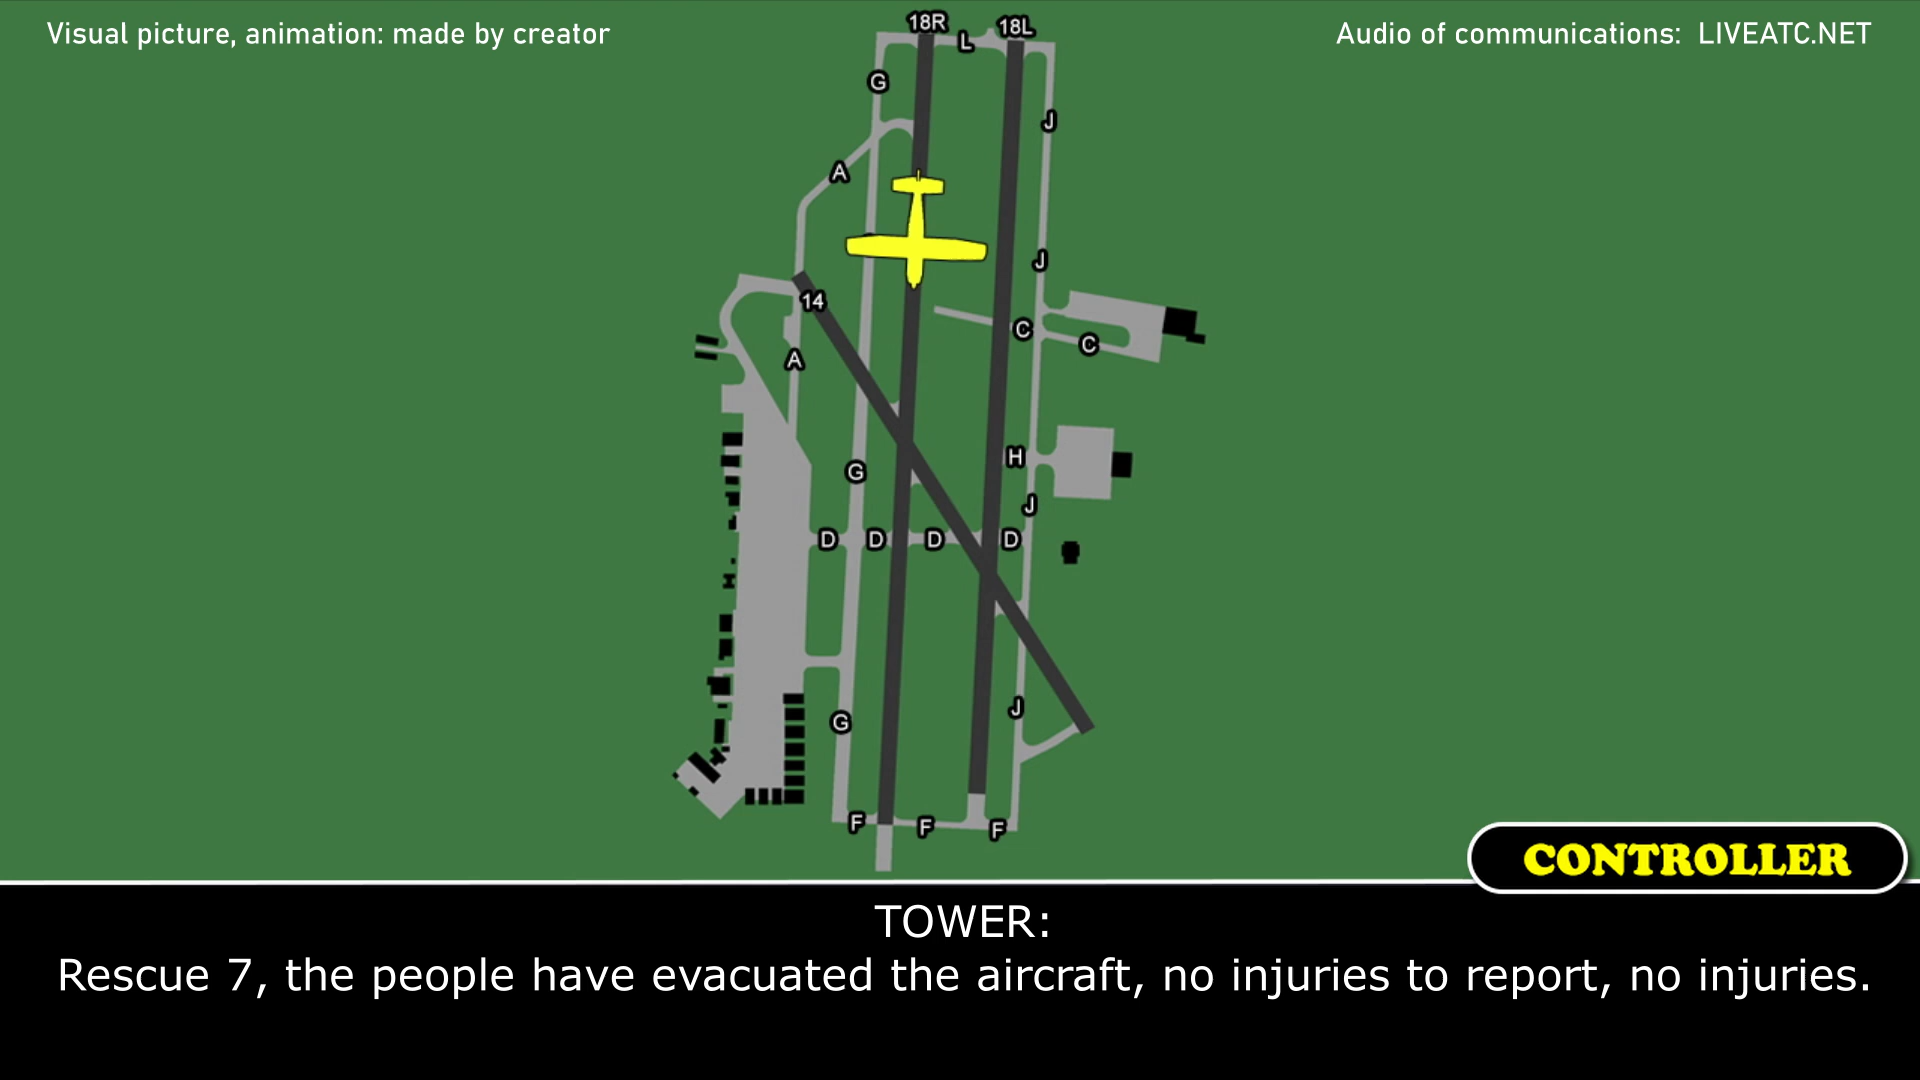 Visual picture, animation: made by creator
Audio of communications: LIVEATC.NET
18R
18L
L
G
J
A
J
14
C
C
A
H
G
J
D
D
D
D
J
G
F
F
F
CONTROLLER
TOWER:
Rescue 7, the people have evacuated the aircraft, no injuries to report, no injuries.